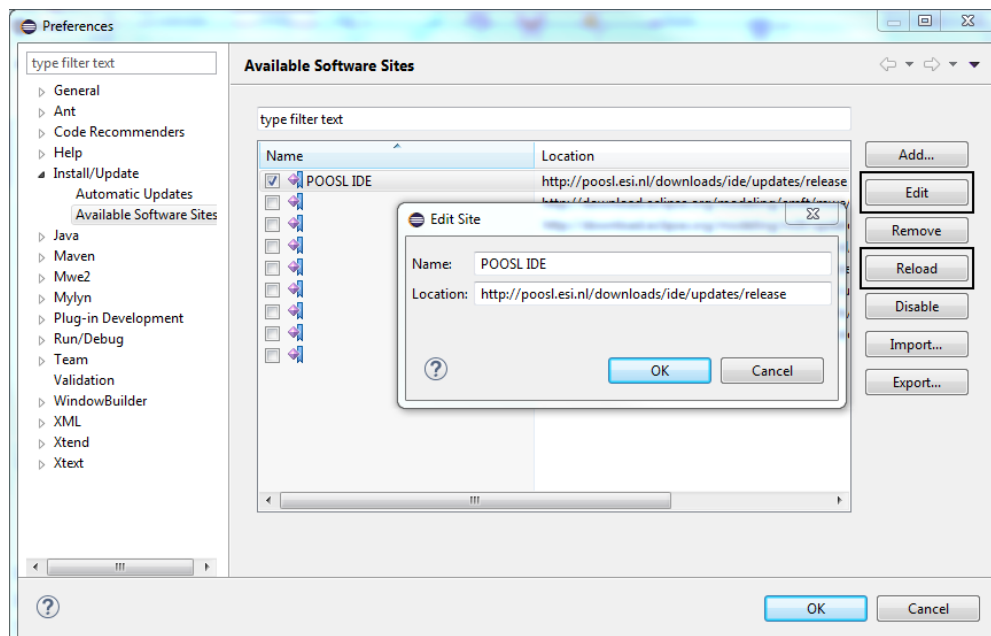 Preferences
type filter text
General
Ant
Code Recommenders
Help
Install/Update
Automatic Updates
Available Software Sites
Java
Maven
Mwe2
Mylyn
Plug-in Development
Run/Debug
Team
Validation
WindowBuilder
XML
Xtend
Xtext
Available Software Sites
type filter text
Name Location
POOSL IDE http://poosl.esi.nl/downloads/ide/updates/release
Add...
Edit
Remove
Reload
Disable
Import...
Export...
Edit Site
Name: POOSL IDE
Location: http://poosl.esi.nl/downloads/ide/updates/release
OK Cancel
OK Cancel